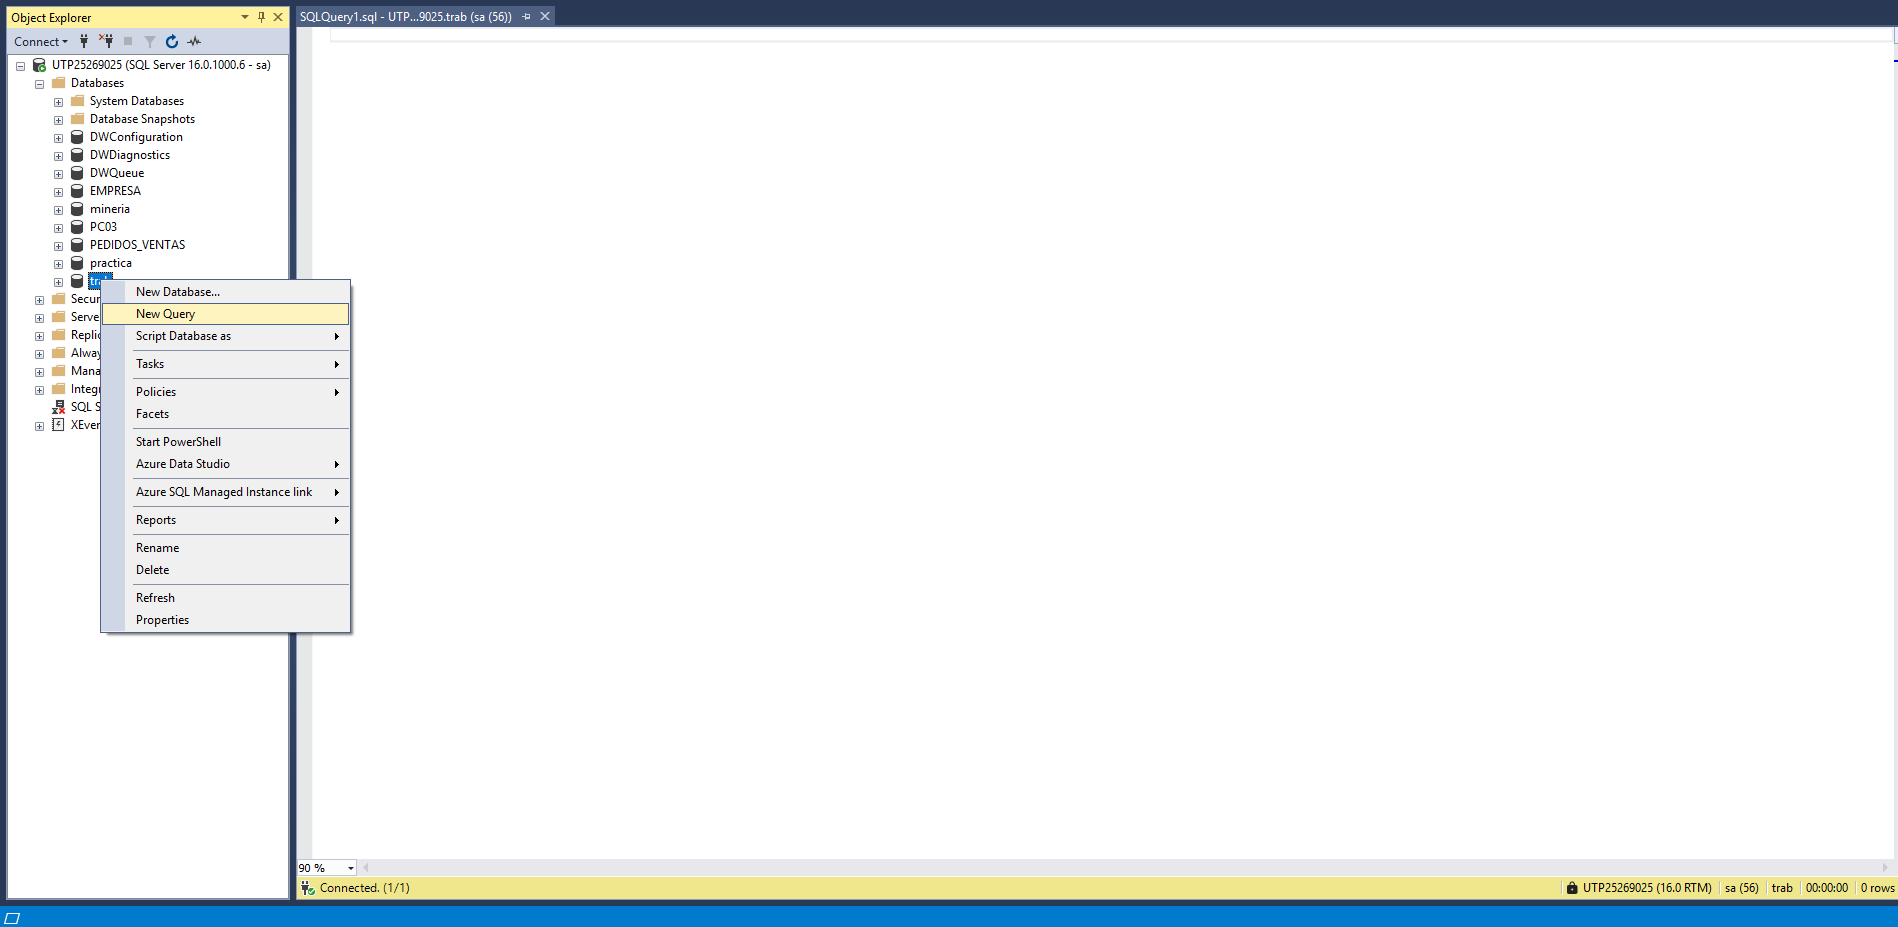 Object Explorer
Connect
UTP25269025 (SQL Server 16.0.1000.6 - sa)
Databases
System Databases
Database Snapshots
DWConfiguration
DWDiagnostics
DWQueue
EMPRESA
mineria
PC03
PEDIDOS_VENTAS
practica
Secur
Serve
Replic
Alway
Mana
Integr
SQL S
XEver
New Database...
New Query
Script Database as
Tasks
Policies
Facets
Start PowerShell
Azure Data Studio
Azure SQL Managed Instance link
Reports
Rename
Delete
Refresh
Properties
SQLQuery1.sql - UTP...9025.trab (sa (56))
90 %
Connected. (1/1)
UTP25269025 (16.0 RTM)
sa (56)
trab
00:00:00
0 rows